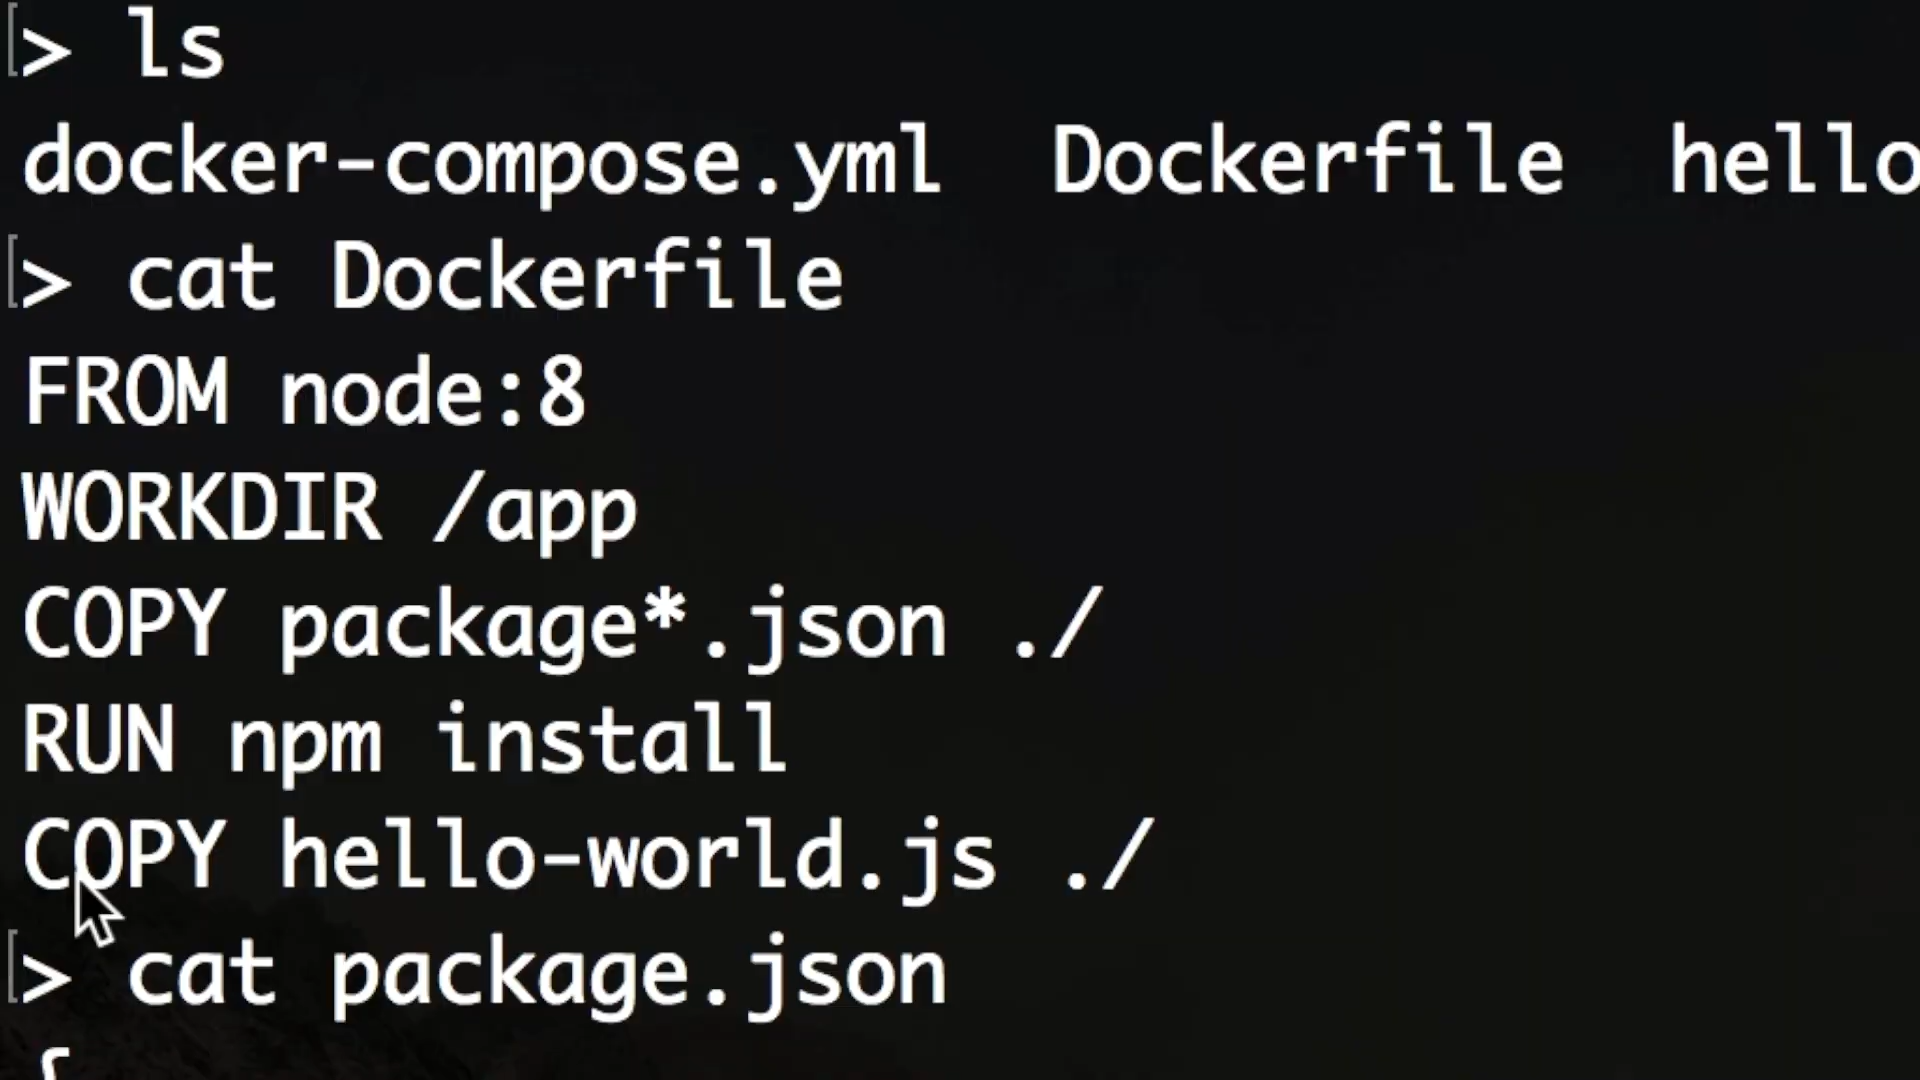 > ls
docker-compose.yml  Dockerfile  hello
> cat Dockerfile
FROM node:8
WORKDIR /app
COPY package*.json ./
RUN npm install
COPY hello-world.js ./
> cat package.json
{